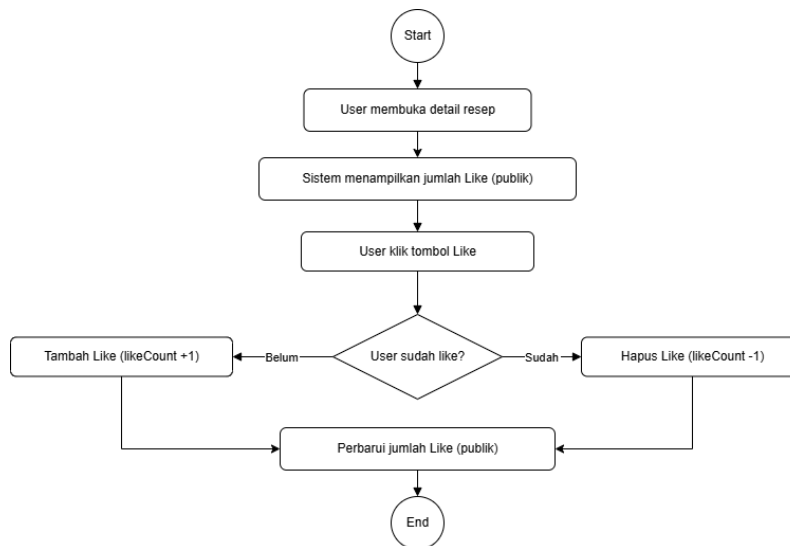 Start
User membuka detail resep
Sistem menampilkan jumlah Like (publik)
User klik tombol Like
Tambah Like (likeCount +1)
Belum
User sudah like?
Sudah
Hapus Like (likeCount -1)
Perbarui jumlah Like (publik)
End